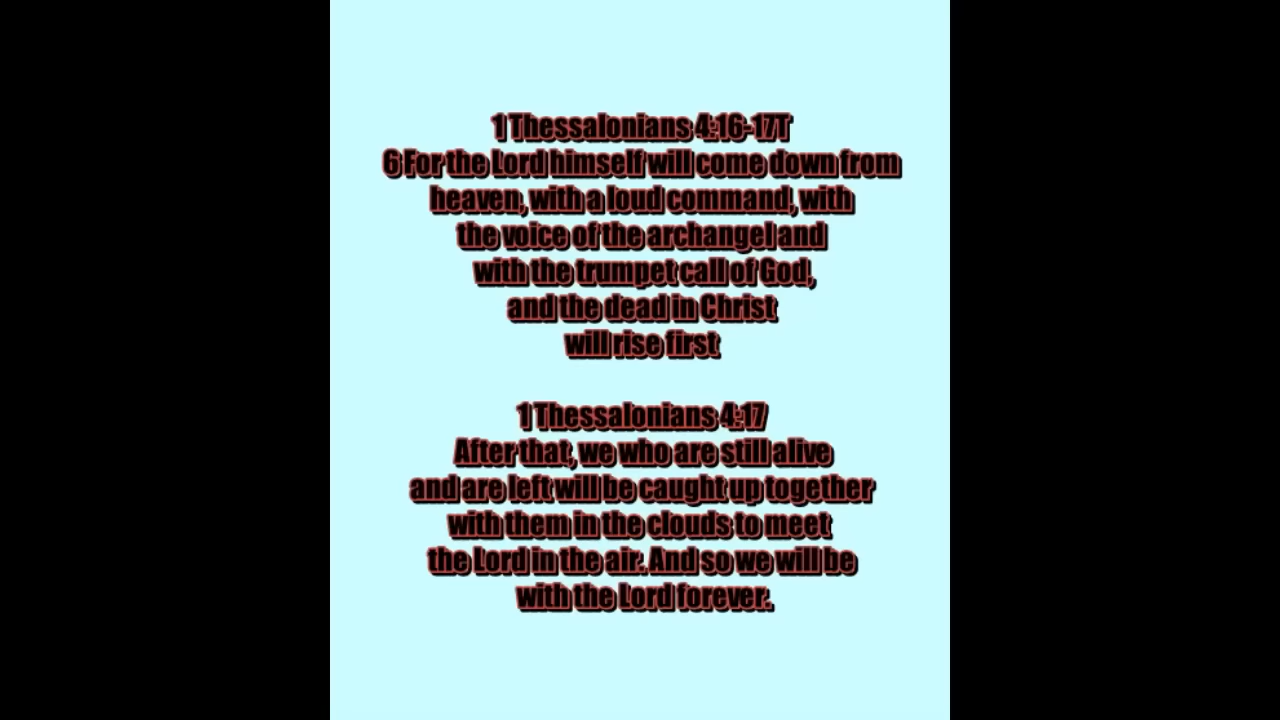 1 Thessalonians 4:16-17T
6 For the Lord himself will come down from
heaven, with a loud command, with
the voice of the archangel and
with the trumpet call of God,
and the dead in Christ
will rise first
1 Thessalonians 4:17
After that, we who are still alive
and are left will be caught up together
with them in the clouds to meet
the Lord in the air. And so we will be
with the Lord forever.